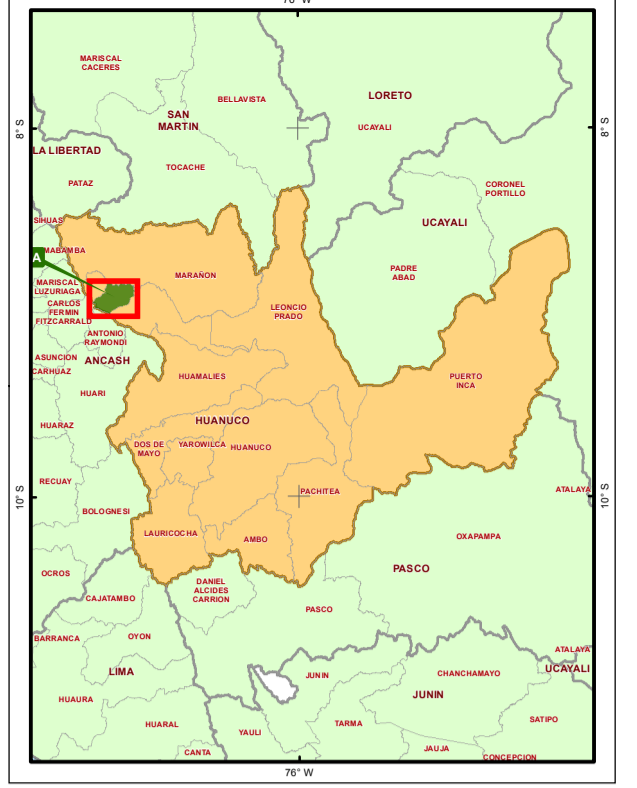 MARISCAL
CACERES
BELLAVISTA
LORETO
SAN
MARTIN
UCAYALI
8° S
8° S
LA LIBERTAD
TOCACHE
PATAZ
CORONEL
PORTILLO
SIHUAS
UCAYALI
MABAMBA
A
PADRE
ABAD
MARAÑON
MARISCAL
LUZURIAGA
CARLOS
FERMIN
FITZCARRALD
LEONCIO
PRADO
ANTONIO
RAYMONDI
ASUNCION
ANCASH
CARHUAZ
HUAMALIES
PUERTO
INCA
HUARI
HUANUCO
HUARAZ
DOS DE
MAYO
YAROWILCA
HUANUCO
RECUAY
PACHITEA
ATALAYA
10° S
10° S
BOLOGNESI
LAURICOCHA
AMBO
OXAPAMPA
PASCO
OCROS
DANIEL
ALCIDES
CARRION
CAJATAMBO
PASCO
BARRANCA
OYON
ATALAYA
LIMA
UCAYALI
JUNIN
CHANCHAMAYO
HUAURA
JUNIN
HUARAL
TARMA
SATIPO
YAULI
CANTA
JAUJA
CONCEPCION
76° W